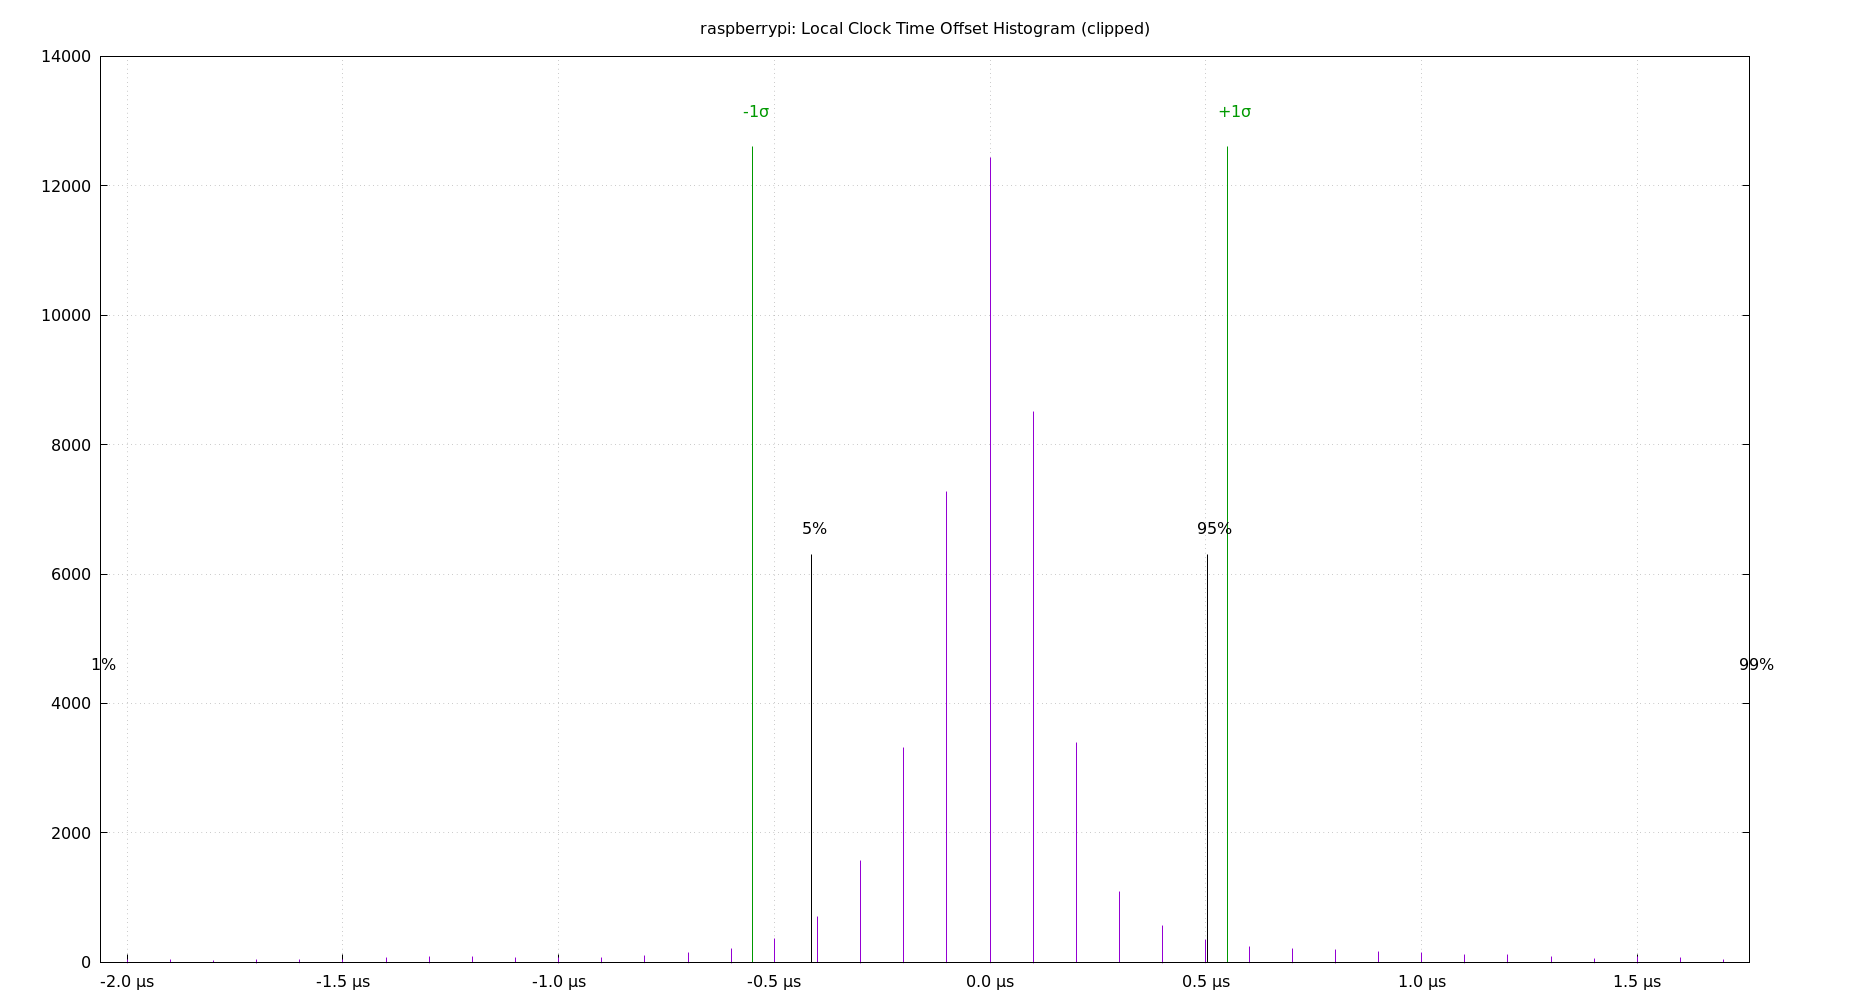 raspberrypi: Local Clock Time Offset Histogram (clipped)
14000
-1σ
+1σ
12000
10000
8000
5%
95%
6000
1%
99%
4000
2000
0
-2.0 µs
-1.5 µs
-1.0 µs
-0.5 µs
0.0 µs
0.5 µs
1.0 µs
1.5 µs